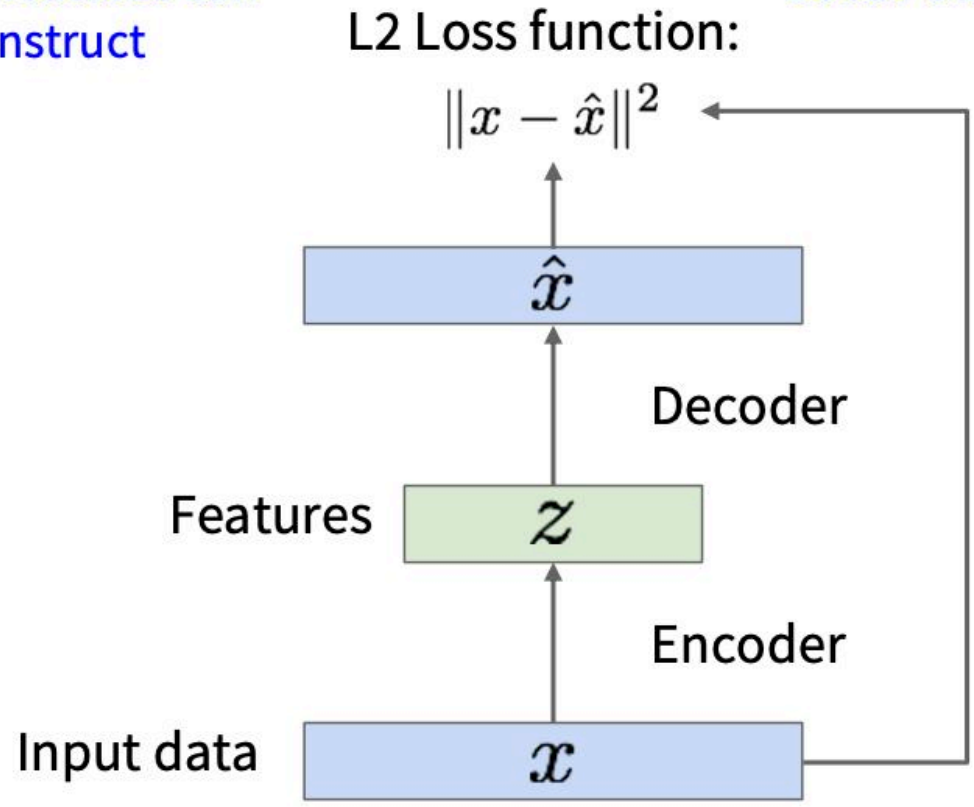 nstruct
L2 Loss function:
‖x − x̂‖²
x̂
Decoder
Features
z
Encoder
Input data
x